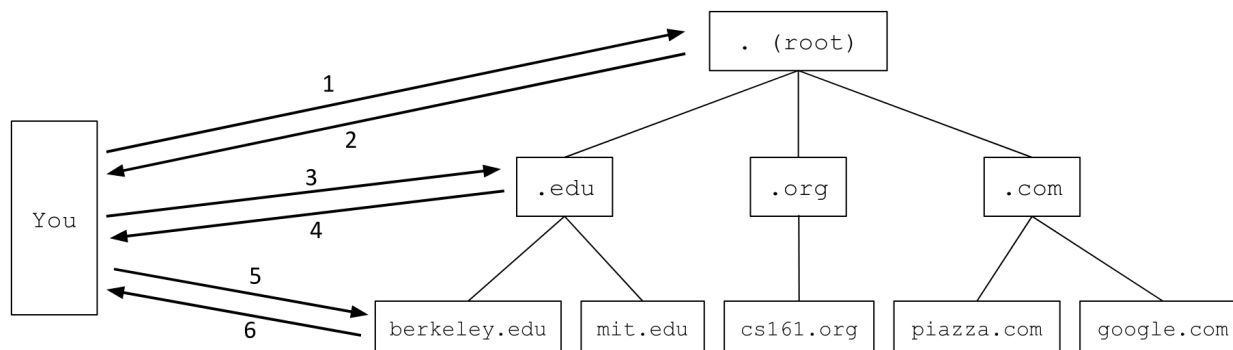 . (root)
1
2
3
.edu
.org
.com
You
4
5
6
berkeley.edu
mit.edu
cs161.org
piazza.com
google.com